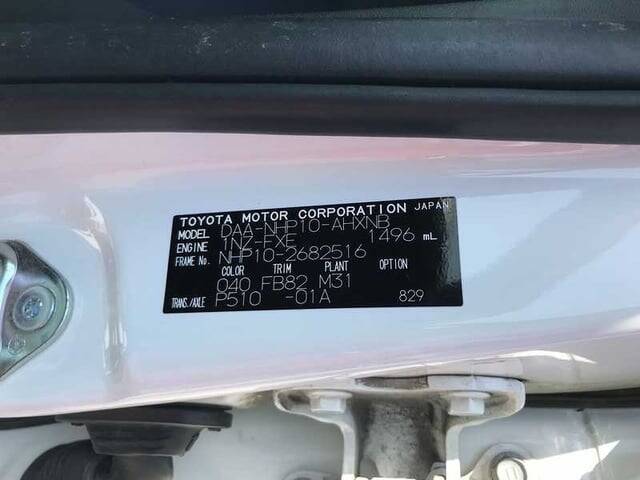 TOYOTA MOTOR CORPORATION JAPAN
MODEL DAA-NHP10-AHXNB
ENGINE 1NZ-FXE 1496 mL
FRAME No. NHP10-2682516
COLOR TRIM PLANT
040 FB82 M31
TRANS./AXLE P510 -01A 829